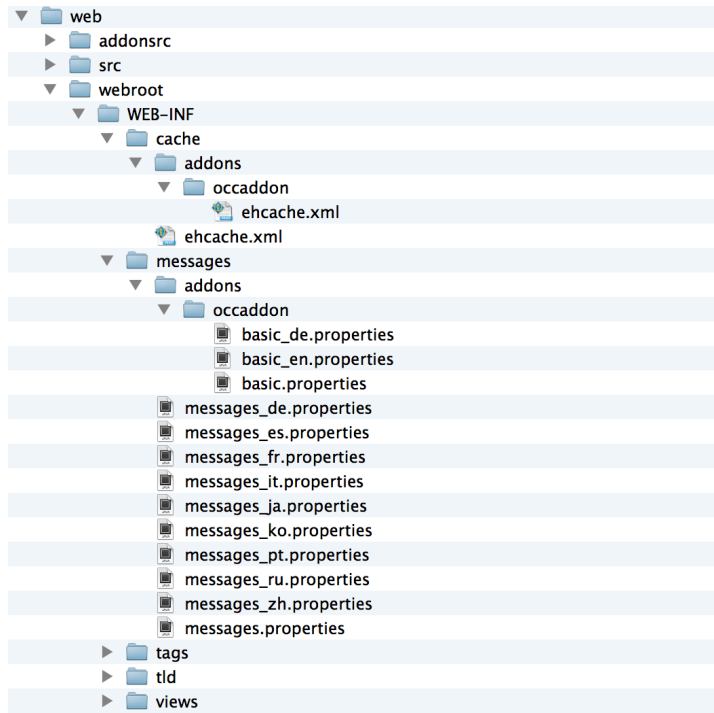 web
addonsrc
src
webroot
WEB-INF
cache
addons
occaddon
ehcache.xml
ehcache.xml
messages
addons
occaddon
basic_de.properties
basic_en.properties
basic.properties
messages_de.properties
messages_es.properties
messages_fr.properties
messages_it.properties
messages_ja.properties
messages_ko.properties
messages_pt.properties
messages_ru.properties
messages_zh.properties
messages.properties
tags
tld
views